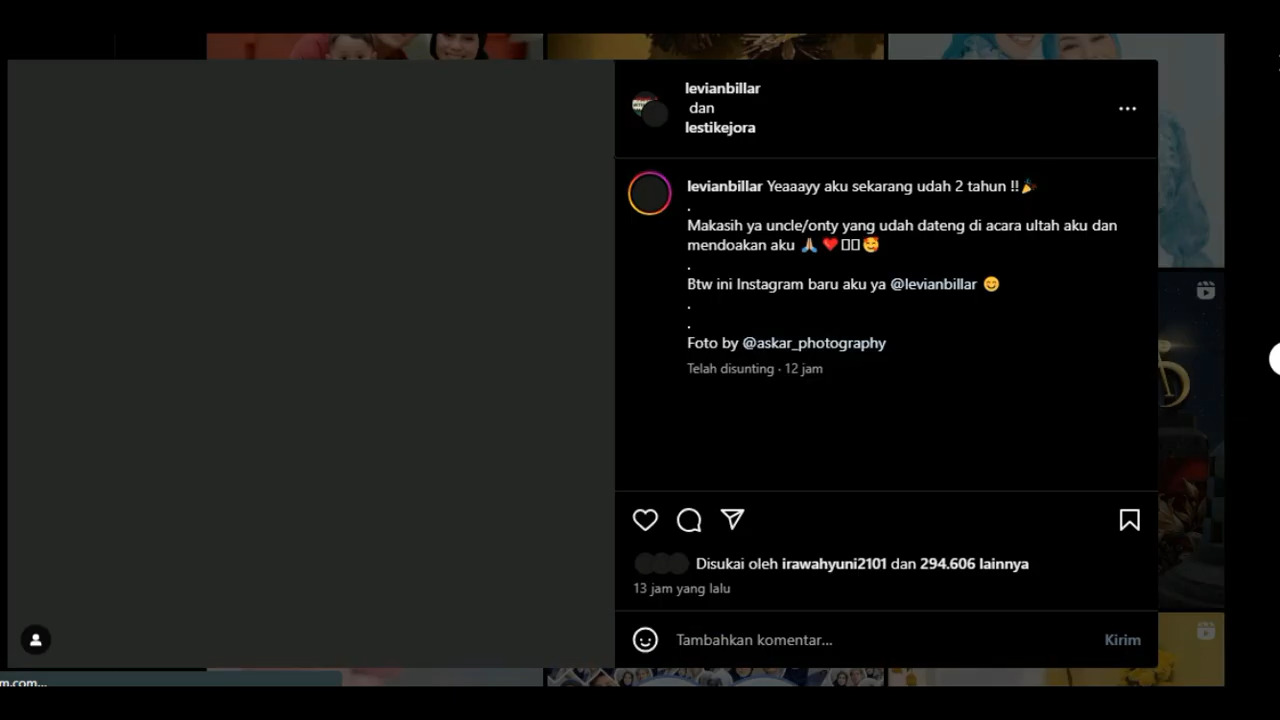 levianbillar
dan
lestikejora
levianbillar Yeaaayy aku sekarang udah 2 tahun !!🎉
.
Makasih ya uncle/onty yang udah dateng di acara ultah aku dan
mendoakan aku 🙏🏼 ❤️ 🥰
.
Btw ini Instagram baru aku ya @levianbillar 😊
.
.
Foto by @askar_photography
Telah disunting · 12 jam
Disukai oleh irawahyuni2101 dan 294.606 lainnya
13 jam yang lalu
Tambahkan komentar...
Kirim
m.com...